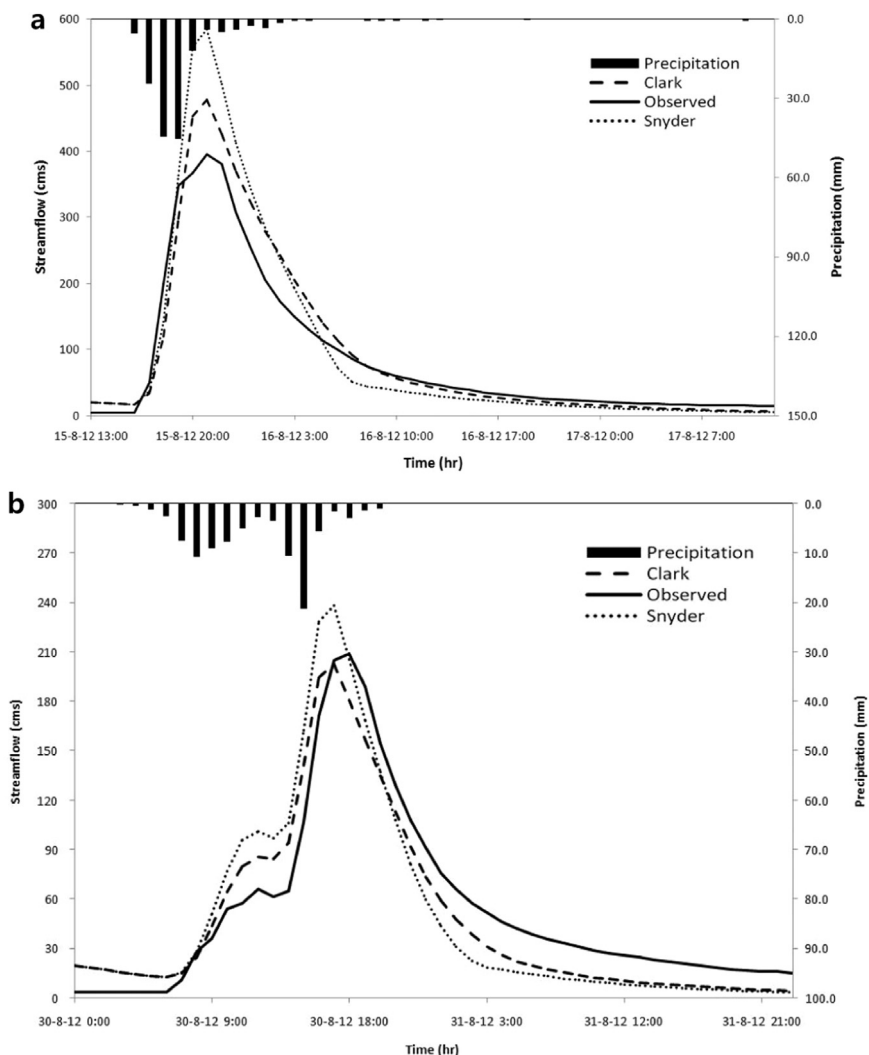 a
600
500
400
300
200
100
0
Streamflow (cms)
0.0
30.0
60.0
90.0
120.0
150.0
Precipitation (mm)
Precipitation
Clark
Observed
Snyder
15-8-12 13:00 15-8-12 20:00 16-8-12 3:00 16-8-12 10:00 16-8-12 17:00 17-8-12 0:00 17-8-12 7:00
Time (hr)
b
300
270
240
210
180
150
120
90
60
30
0
Streamflow (cms)
0.0
10.0
20.0
30.0
40.0
50.0
60.0
70.0
80.0
90.0
100.0
Precipitation (mm)
Precipitation
Clark
Observed
Snyder
30-8-12 0:00 30-8-12 9:00 30-8-12 18:00 31-8-12 3:00 31-8-12 12:00 31-8-12 21:00
Time (hr)